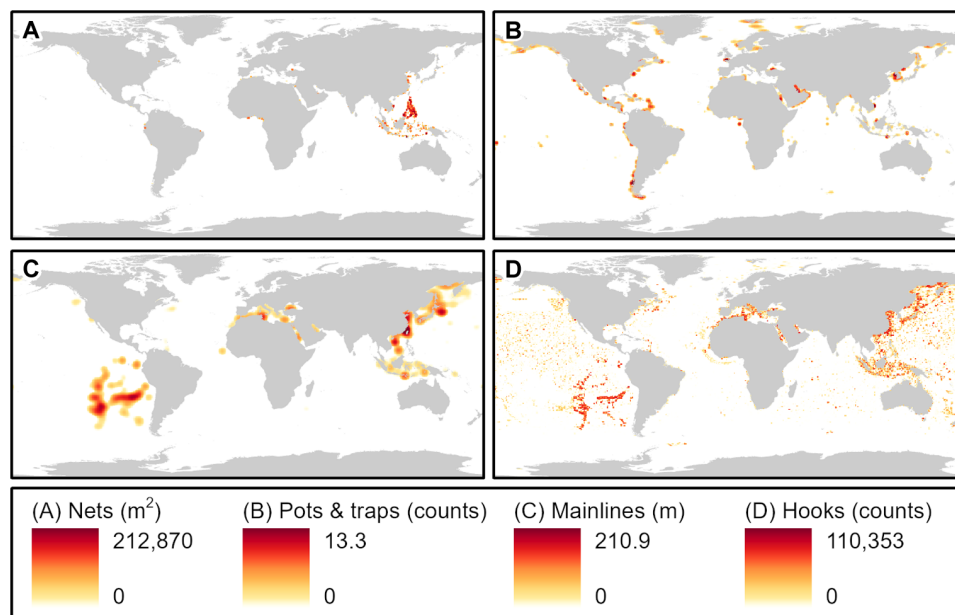 A
B
C
D
(A) Nets (m²)
212,870
0
(B) Pots & traps (counts)
13.3
0
(C) Mainlines (m)
210.9
0
(D) Hooks (counts)
110,353
0